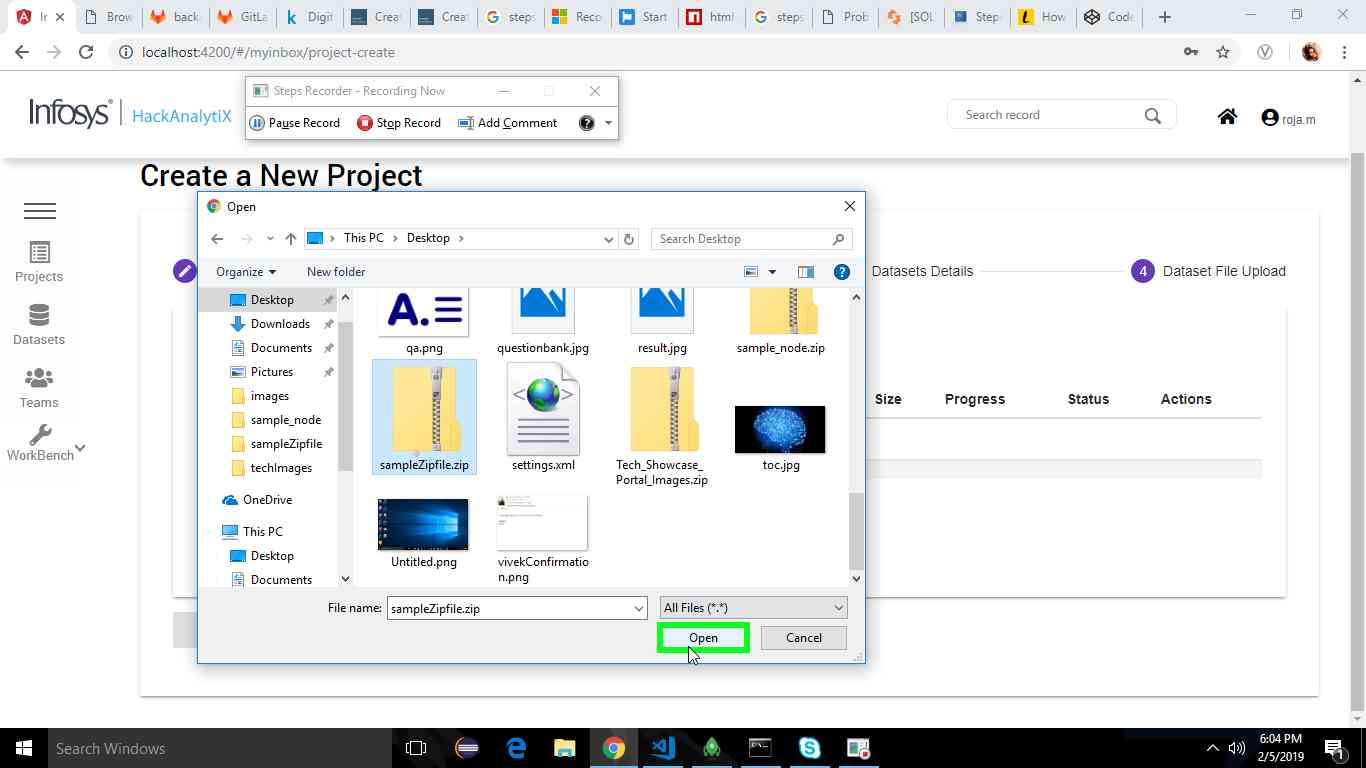 Ir
Brow
back
GitLa
Digit
Creat
Creat
steps
Reco
Start
html
steps
Prob
[SOL
Step
How
Code
localhost:4200/#/myinbox/project-create
Steps Recorder - Recording Now
Pause Record
Stop Record
Add Comment
Infosys
HackAnalytiX
Search record
roja.m
Create a New Project
Open
This PC > Desktop >
Search Desktop
Organize
New folder
Datasets Details
4 Dataset File Upload
Projects
Datasets
Teams
WorkBench
Desktop
Downloads
Documents
Pictures
images
sample_node
sampleZipfile
techImages
OneDrive
This PC
Desktop
Documents
A.
qa.png
questionbank.jpg
result.jpg
sample_node.zip
sampleZipfile.zip
settings.xml
Tech_Showcase_
Portal_Images.zip
toc.jpg
Untitled.png
vivekConfirmatio
n.png
Size
Progress
Status
Actions
File name:
sampleZipfile.zip
All Files (*.*)
Open
Cancel
Search Windows
6:04 PM
2/5/2019
1